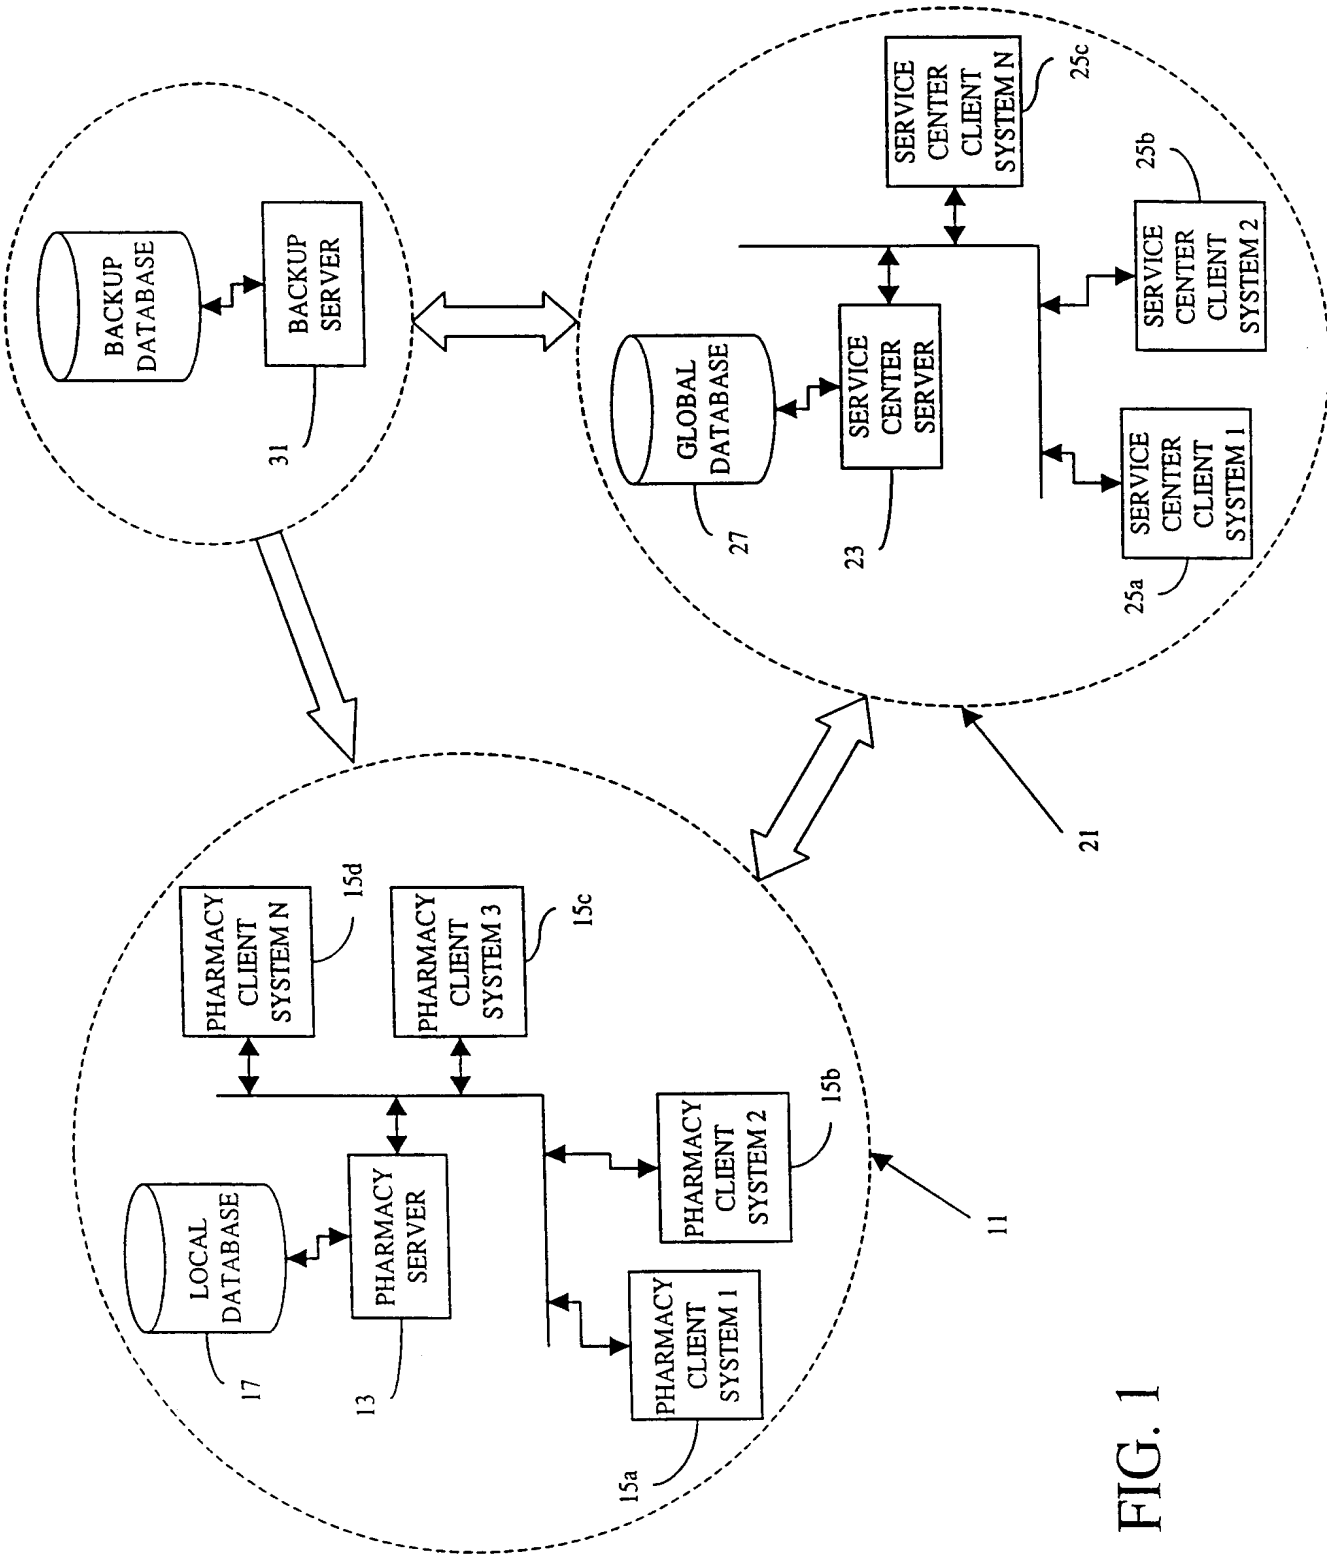 LOCAL
DATABASE
17
PHARMACY
SERVER
13
PHARMACY
CLIENT
SYSTEM N
15d
PHARMACY
CLIENT
SYSTEM 3
15c
PHARMACY
CLIENT
SYSTEM 1
15a
PHARMACY
CLIENT
SYSTEM 2
15b
11
BACKUP
DATABASE
BACKUP
SERVER
31
GLOBAL
DATABASE
27
SERVICE
CENTER
SERVER
23
SERVICE
CENTER
CLIENT
SYSTEM N
25c
SERVICE
CENTER
CLIENT
SYSTEM 1
25a
SERVICE
CENTER
CLIENT
SYSTEM 2
25b
21
FIG. 1